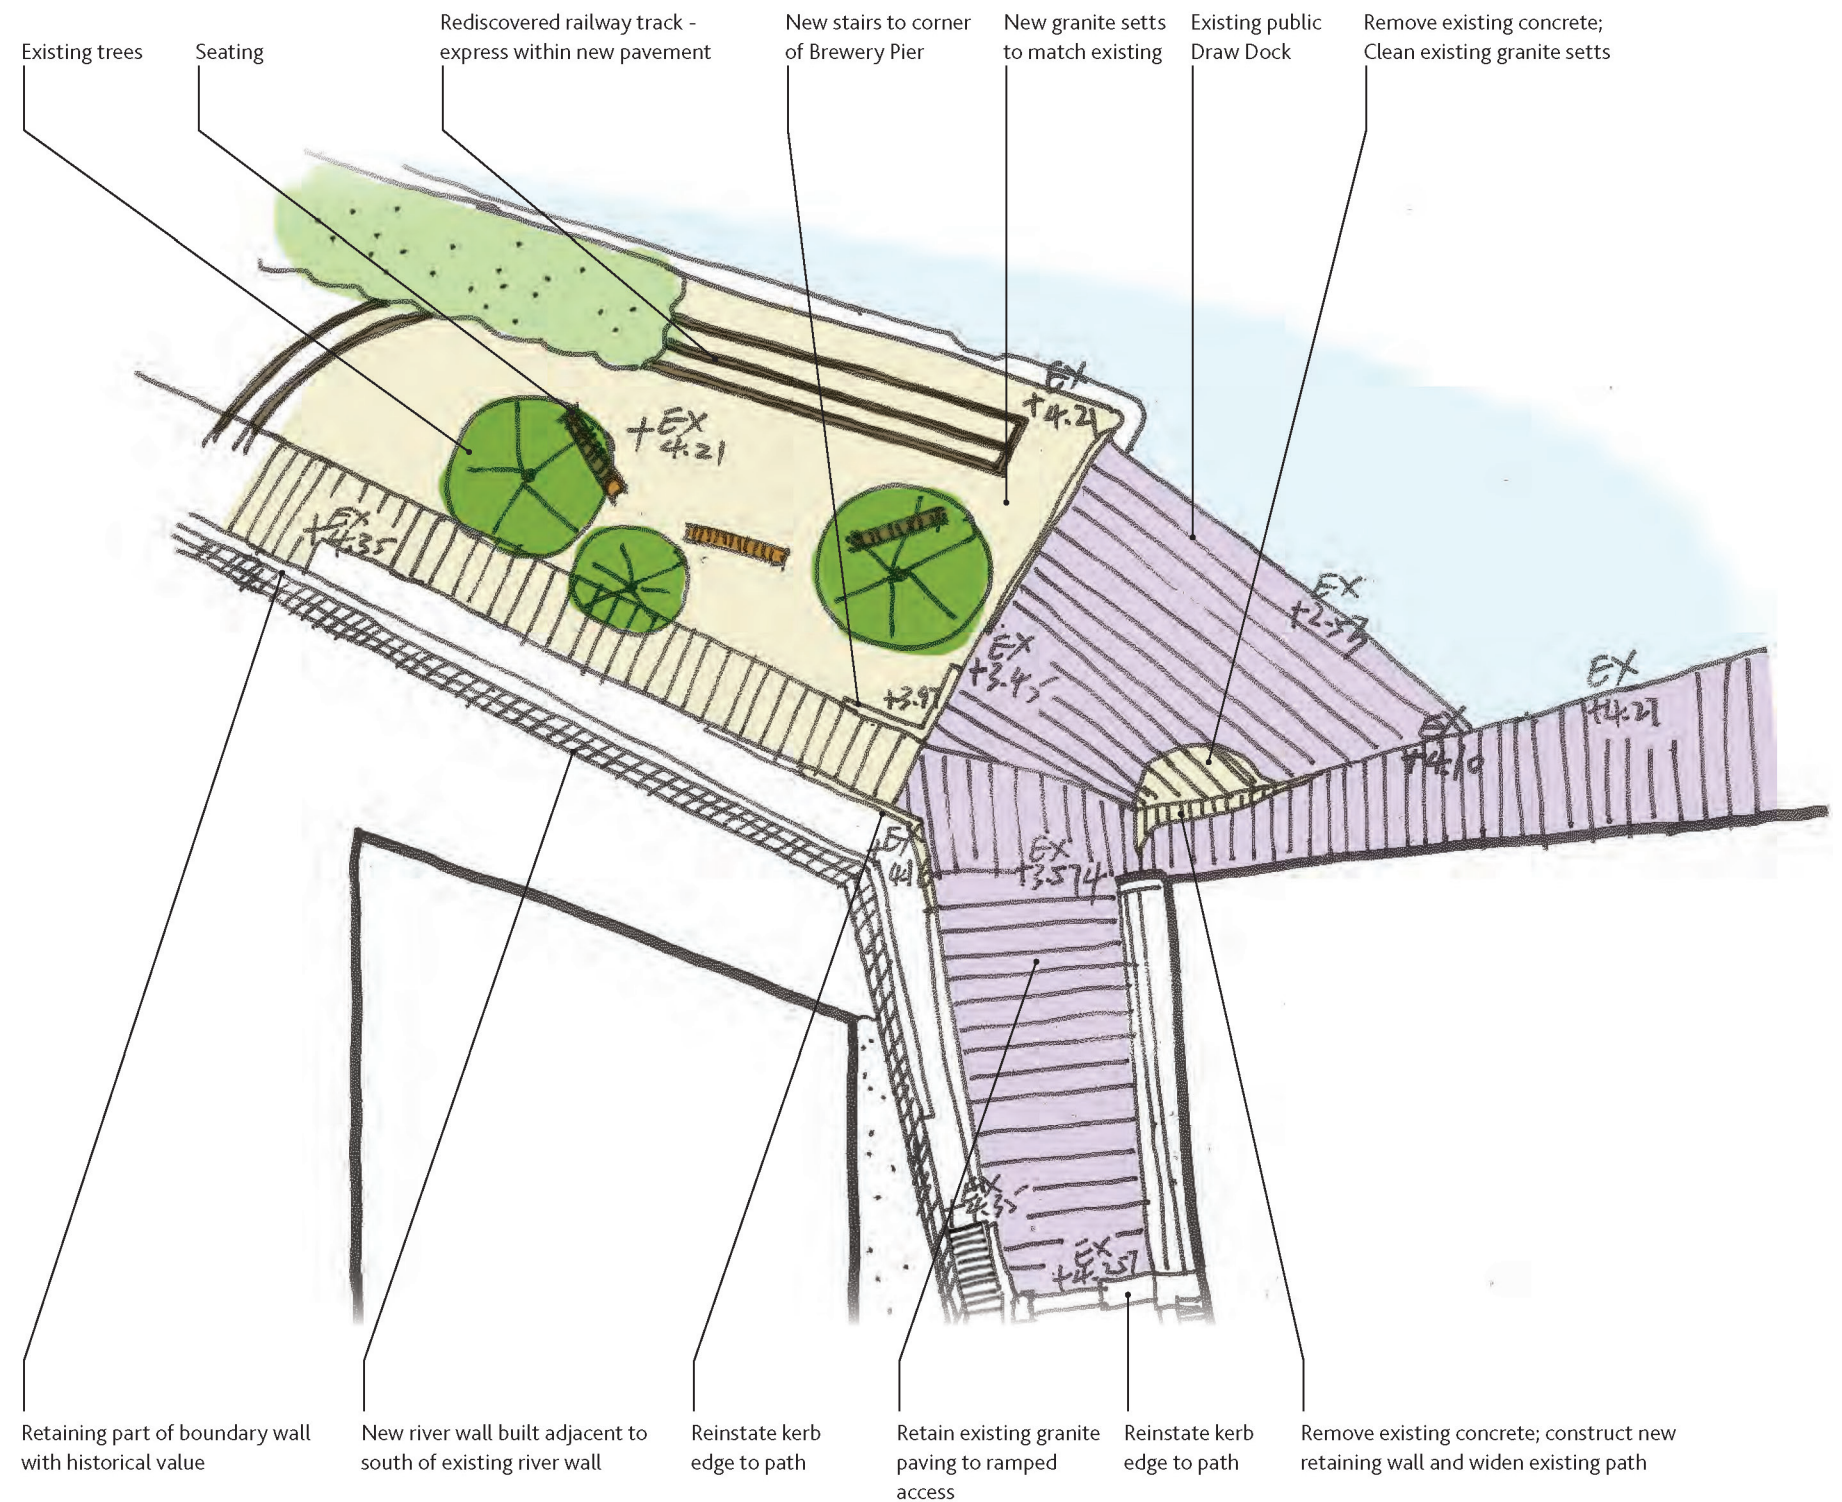 Existing trees
Seating
Rediscovered railway track -
express within new pavement
New stairs to corner
of Brewery Pier
New granite setts
to match existing
Existing public
Draw Dock
Remove existing concrete;
Clean existing granite setts
EX
+4.21
+EX
4.21
EX
+4.35
EX
EX
+3.45
+3.97
EX
+4.27
EX
+4.10
EX
EX
+3.574
EX
4.35
EX
+4.257
Retaining part of boundary wall
with historical value
New river wall built adjacent to
south of existing river wall
Reinstate kerb
edge to path
Retain existing granite
paving to ramped
access
Reinstate kerb
edge to path
Remove existing concrete; construct new
retaining wall and widen existing path